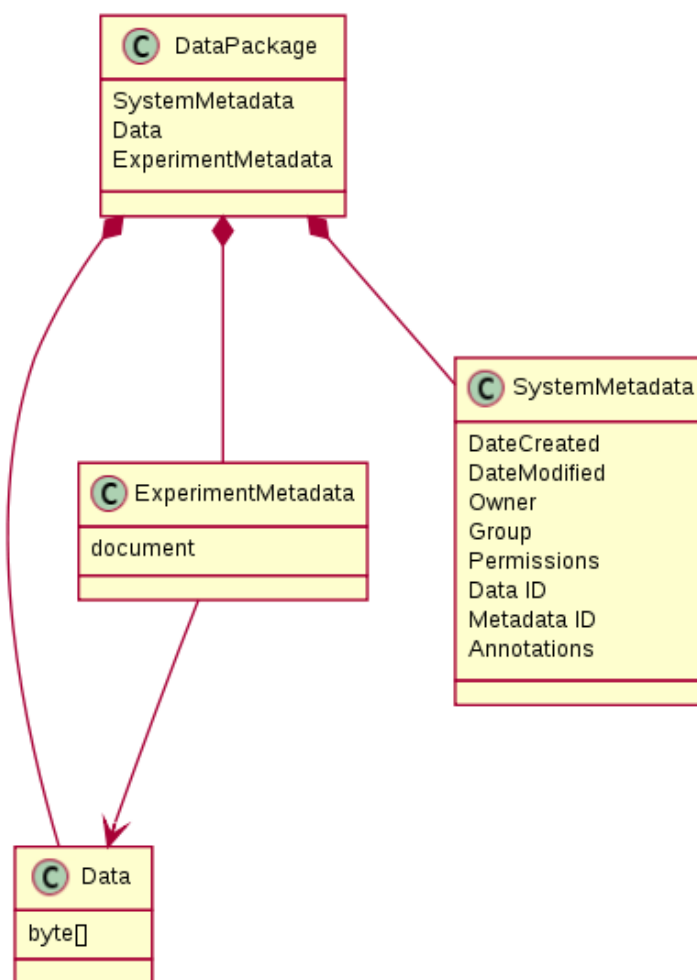 C DataPackage
SystemMetadata
Data
ExperimentMetadata
C SystemMetadata
DateCreated
DateModified
Owner
Group
Permissions
Data ID
Metadata ID
Annotations
C ExperimentMetadata
document
C Data
byte[]